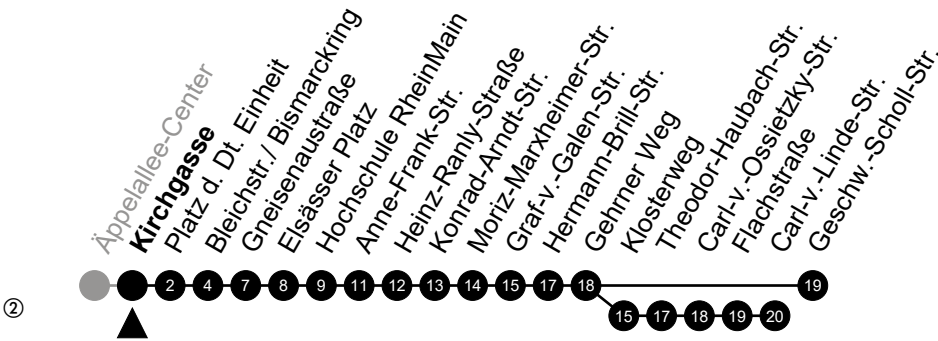 Äppelallee-Center
Kirchgasse
Platz d. Dt. Einheit
Bleichstr./ Bismarckring
Gneisenaustraße
Elsässer Platz
Hochschule RheinMain
Anne-Frank-Str.
Heinz-Ranly-Straße
Konrad-Arndt-Str.
Moriz-Marxheimer-Str.
Graf-v.-Galen-Str.
Hermann-Brill-Str.
Gehrner Weg
Klosterweg
Theodor-Haubach-Str.
Carl-v.-Ossietzky-Str.
Flachstraße
Carl-v.-Linde-Str.
Geschw.-Scholl-Str.
2 4 7 8 9 11 12 13 14 15 17 18 19
② 15 17 18 19 20